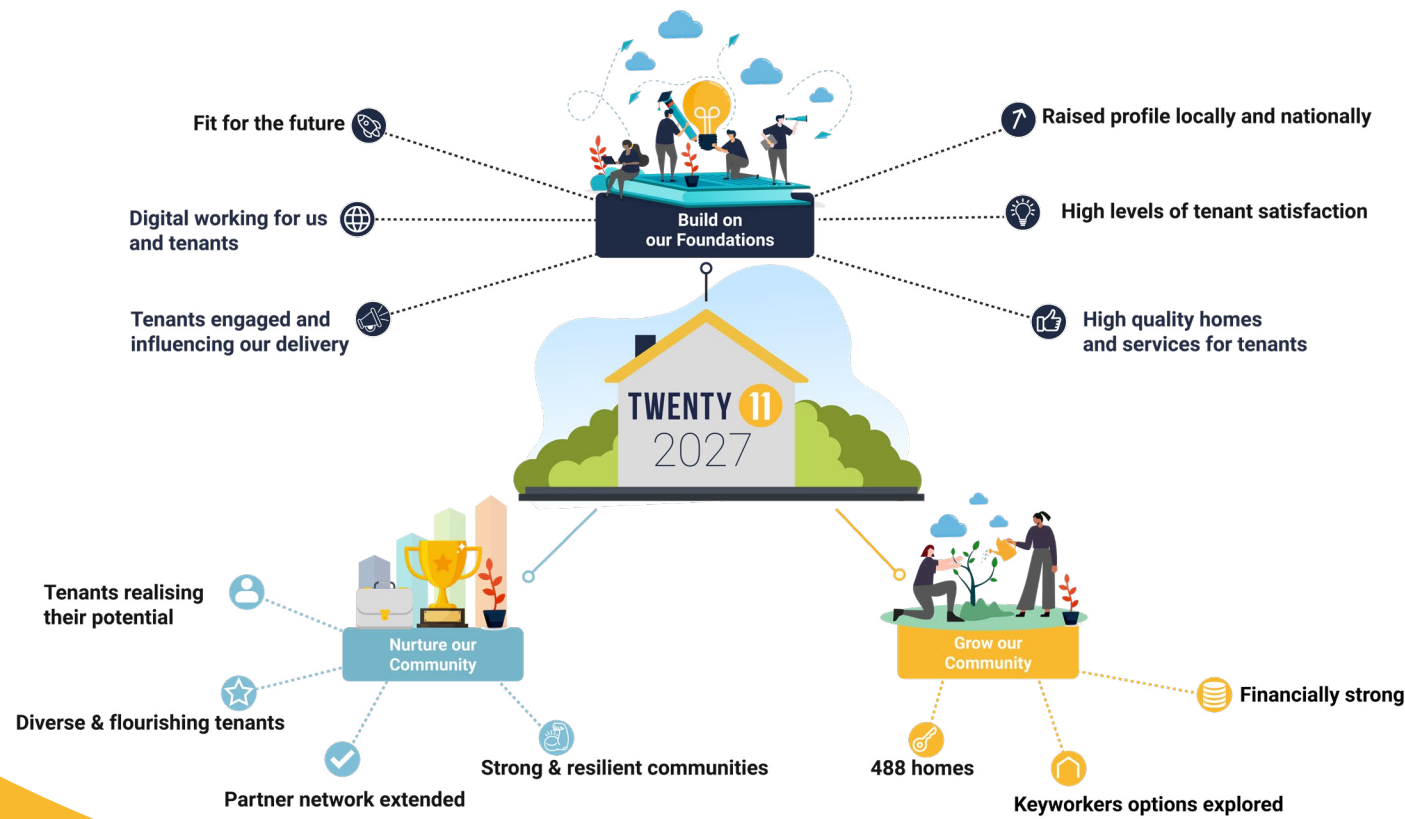 Fit for the future
Raised profile locally and nationally
Digital working for us
and tenants
Build on
our Foundations
High levels of tenant satisfaction
Tenants engaged and
influencing our delivery
High quality homes
and services for tenants
TWENTY 11
2027
Tenants realising
their potential
Nurture our
Community
Diverse & flourishing tenants
Partner network extended
Strong & resilient communities
Grow our
Community
488 homes
Keyworkers options explored
Financially strong